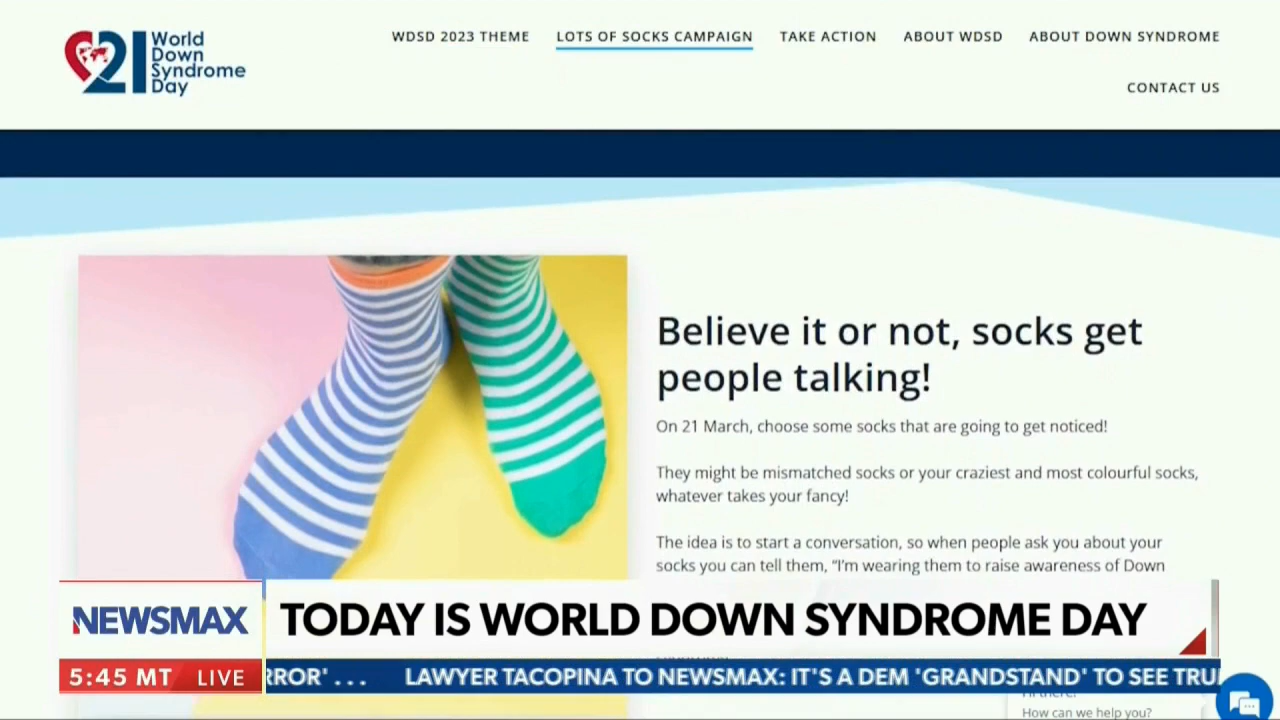 21
World
Down
Syndrome
Day
WDSD 2023 THEME
LOTS OF SOCKS CAMPAIGN
TAKE ACTION
ABOUT WDSD
ABOUT DOWN SYNDROME
CONTACT US
Believe it or not, socks get
people talking!
On 21 March, choose some socks that are going to get noticed!
They might be mismatched socks or your craziest and most colourful socks,
whatever takes your fancy!
The idea is to start a conversation, so when people ask you about your
socks you can tell them, “I’m wearing them to raise awareness of Down
NEWSMAX
TODAY IS WORLD DOWN SYNDROME DAY
5:45 MT LIVE
RROR' . . . LAWYER TACOPINA TO NEWSMAX: IT'S A DEM 'GRANDSTAND' TO SEE TRU
Hi there!
How can we help you?